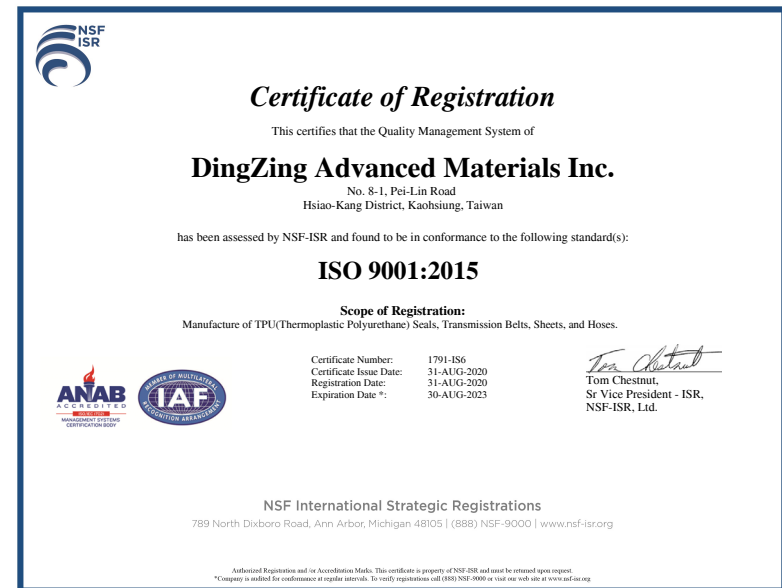 NSF
ISR
Certificate of Registration
This certifies that the Quality Management System of
DingZing Advanced Materials Inc.
No. 8-1, Pei-Lin Road
Hsiao-Kang District, Kaohsiung, Taiwan
has been assessed by NSF-ISR and found to be in conformance to the following standard(s):
ISO 9001:2015
Scope of Registration:
Manufacture of TPU(Thermoplastic Polyurethane) Seals, Transmission Belts, Sheets, and Hoses.
Certificate Number: 1791-IS6
Certificate Issue Date: 31-AUG-2020
Registration Date: 31-AUG-2020
Expiration Date *: 30-AUG-2023
Tom Chestnut
Tom Chestnut,
Sr Vice President - ISR,
NSF-ISR, Ltd.
ANAB
ACCREDITED
MANAGEMENT SYSTEMS
CERTIFICATION BODY
MEMBER OF MULTILATERAL
IAF
RECOGNITION ARRANGEMENT
NSF International Strategic Registrations
789 North Dixboro Road, Ann Arbor, Michigan 48105 | (888) NSF-9000 | www.nsf-isr.org
Authorized Registration and /or Accreditation Marks. This certificate is property of NSF-ISR and must be returned upon request.
*Company is audited for conformance at regular intervals. To verify registrations call (888) NSF-9000 or visit our web site at www.nsf-isr.org